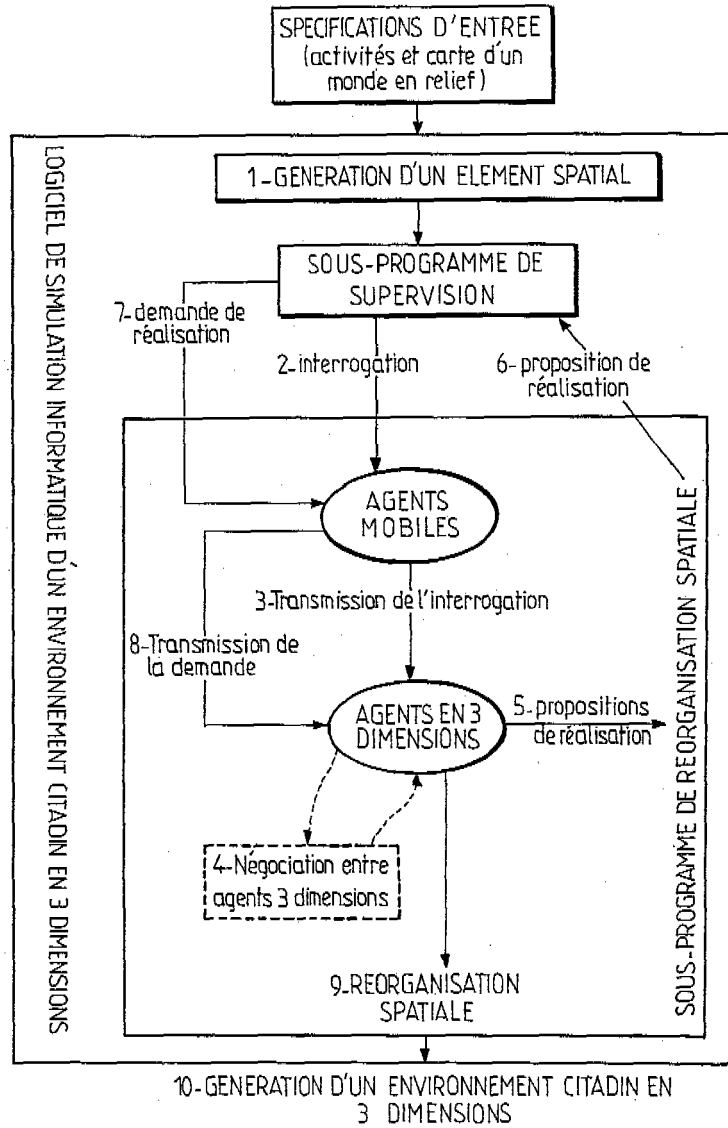 SPECIFICATIONS D'ENTREE
(activités et carte d'un
monde en relief)
LOGICIEL DE SIMULATION INFORMATIQUE D'UN ENVIRONNEMENT CITADIN EN 3 DIMENSIONS
1-GENERATION D'UN ELEMENT SPATIAL
SOUS-PROGRAMME DE
SUPERVISION
7-demande de
réalisation
2-interrogation
6-proposition de
réalisation
AGENTS
MOBILES
3-Transmission de l'interrogation
8-Transmission de
la demande
AGENTS EN 3
DIMENSIONS
5-propositions
de réalisation
SOUS-PROGRAMME DE REORGANISATION SPATIALE
4-Négociation entre
agents 3 dimensions
9-REORGANISATION
SPATIALE
10-GENERATION D'UN ENVIRONNEMENT CITADIN EN
3 DIMENSIONS